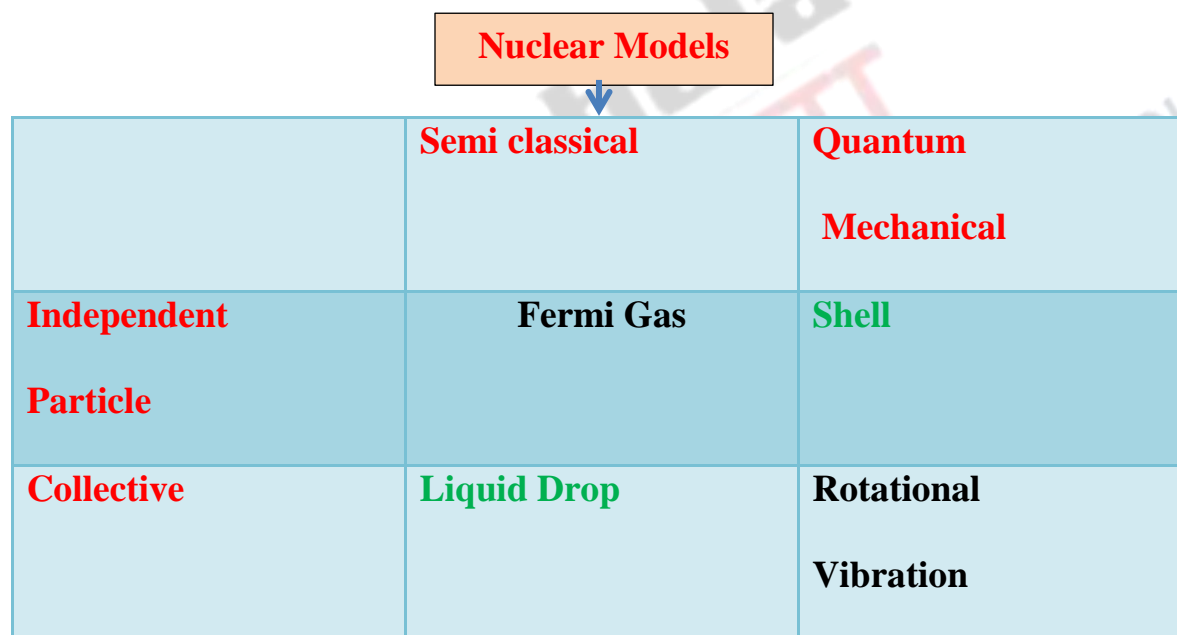 Nuclear Models
Semi classical
Quantum
Mechanical
Independent
Particle
Fermi Gas
Shell
Collective
Liquid Drop
Rotational
Vibration